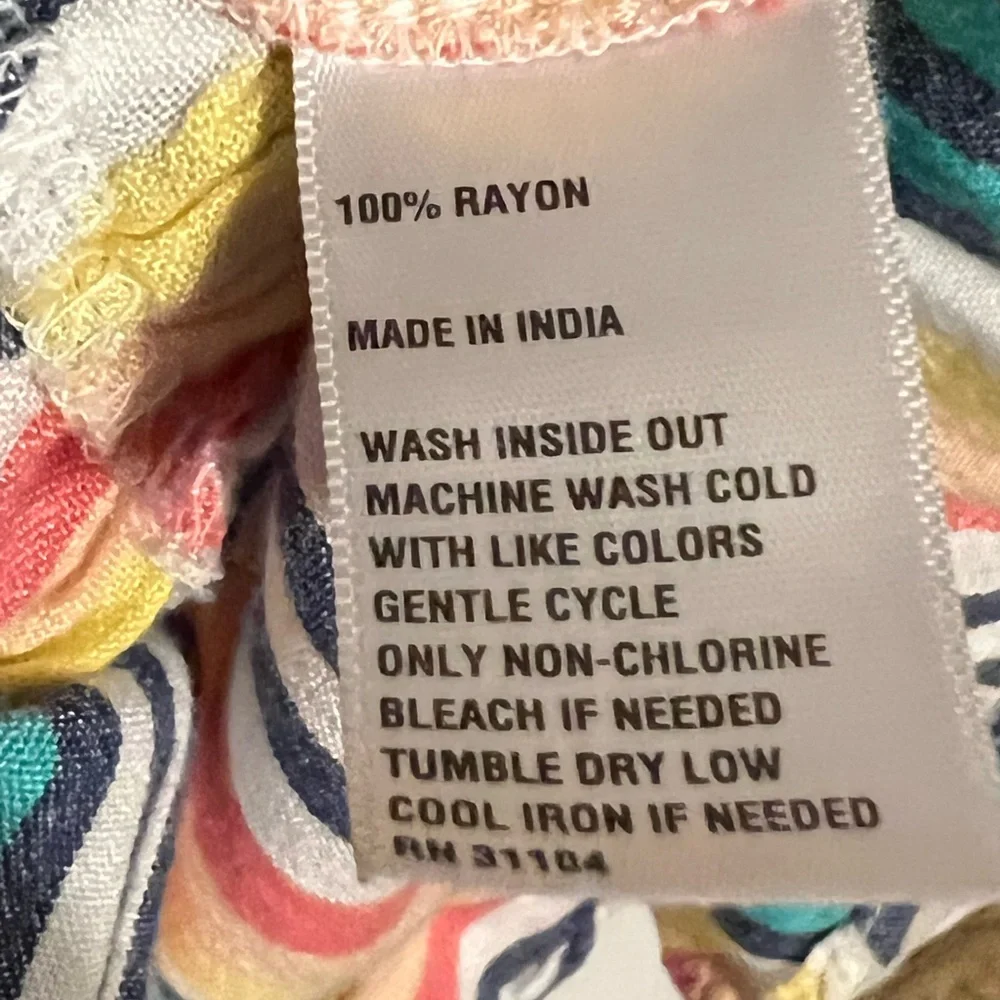 100% RAYON
MADE IN INDIA
WASH INSIDE OUT
MACHINE WASH COLD
WITH LIKE COLORS
GENTLE CYCLE
ONLY NON-CHLORINE
BLEACH IF NEEDED
TUMBLE DRY LOW
COOL IRON IF NEEDED
RN 31104